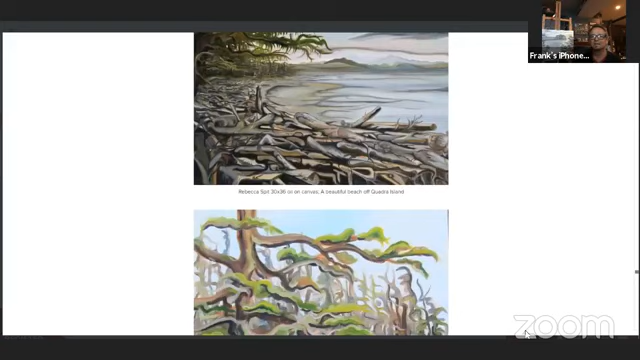 Frank's iPhone...
Rebecca Spit 30x36 oil on canvas; A beautiful beach off Quadra Island
zoom